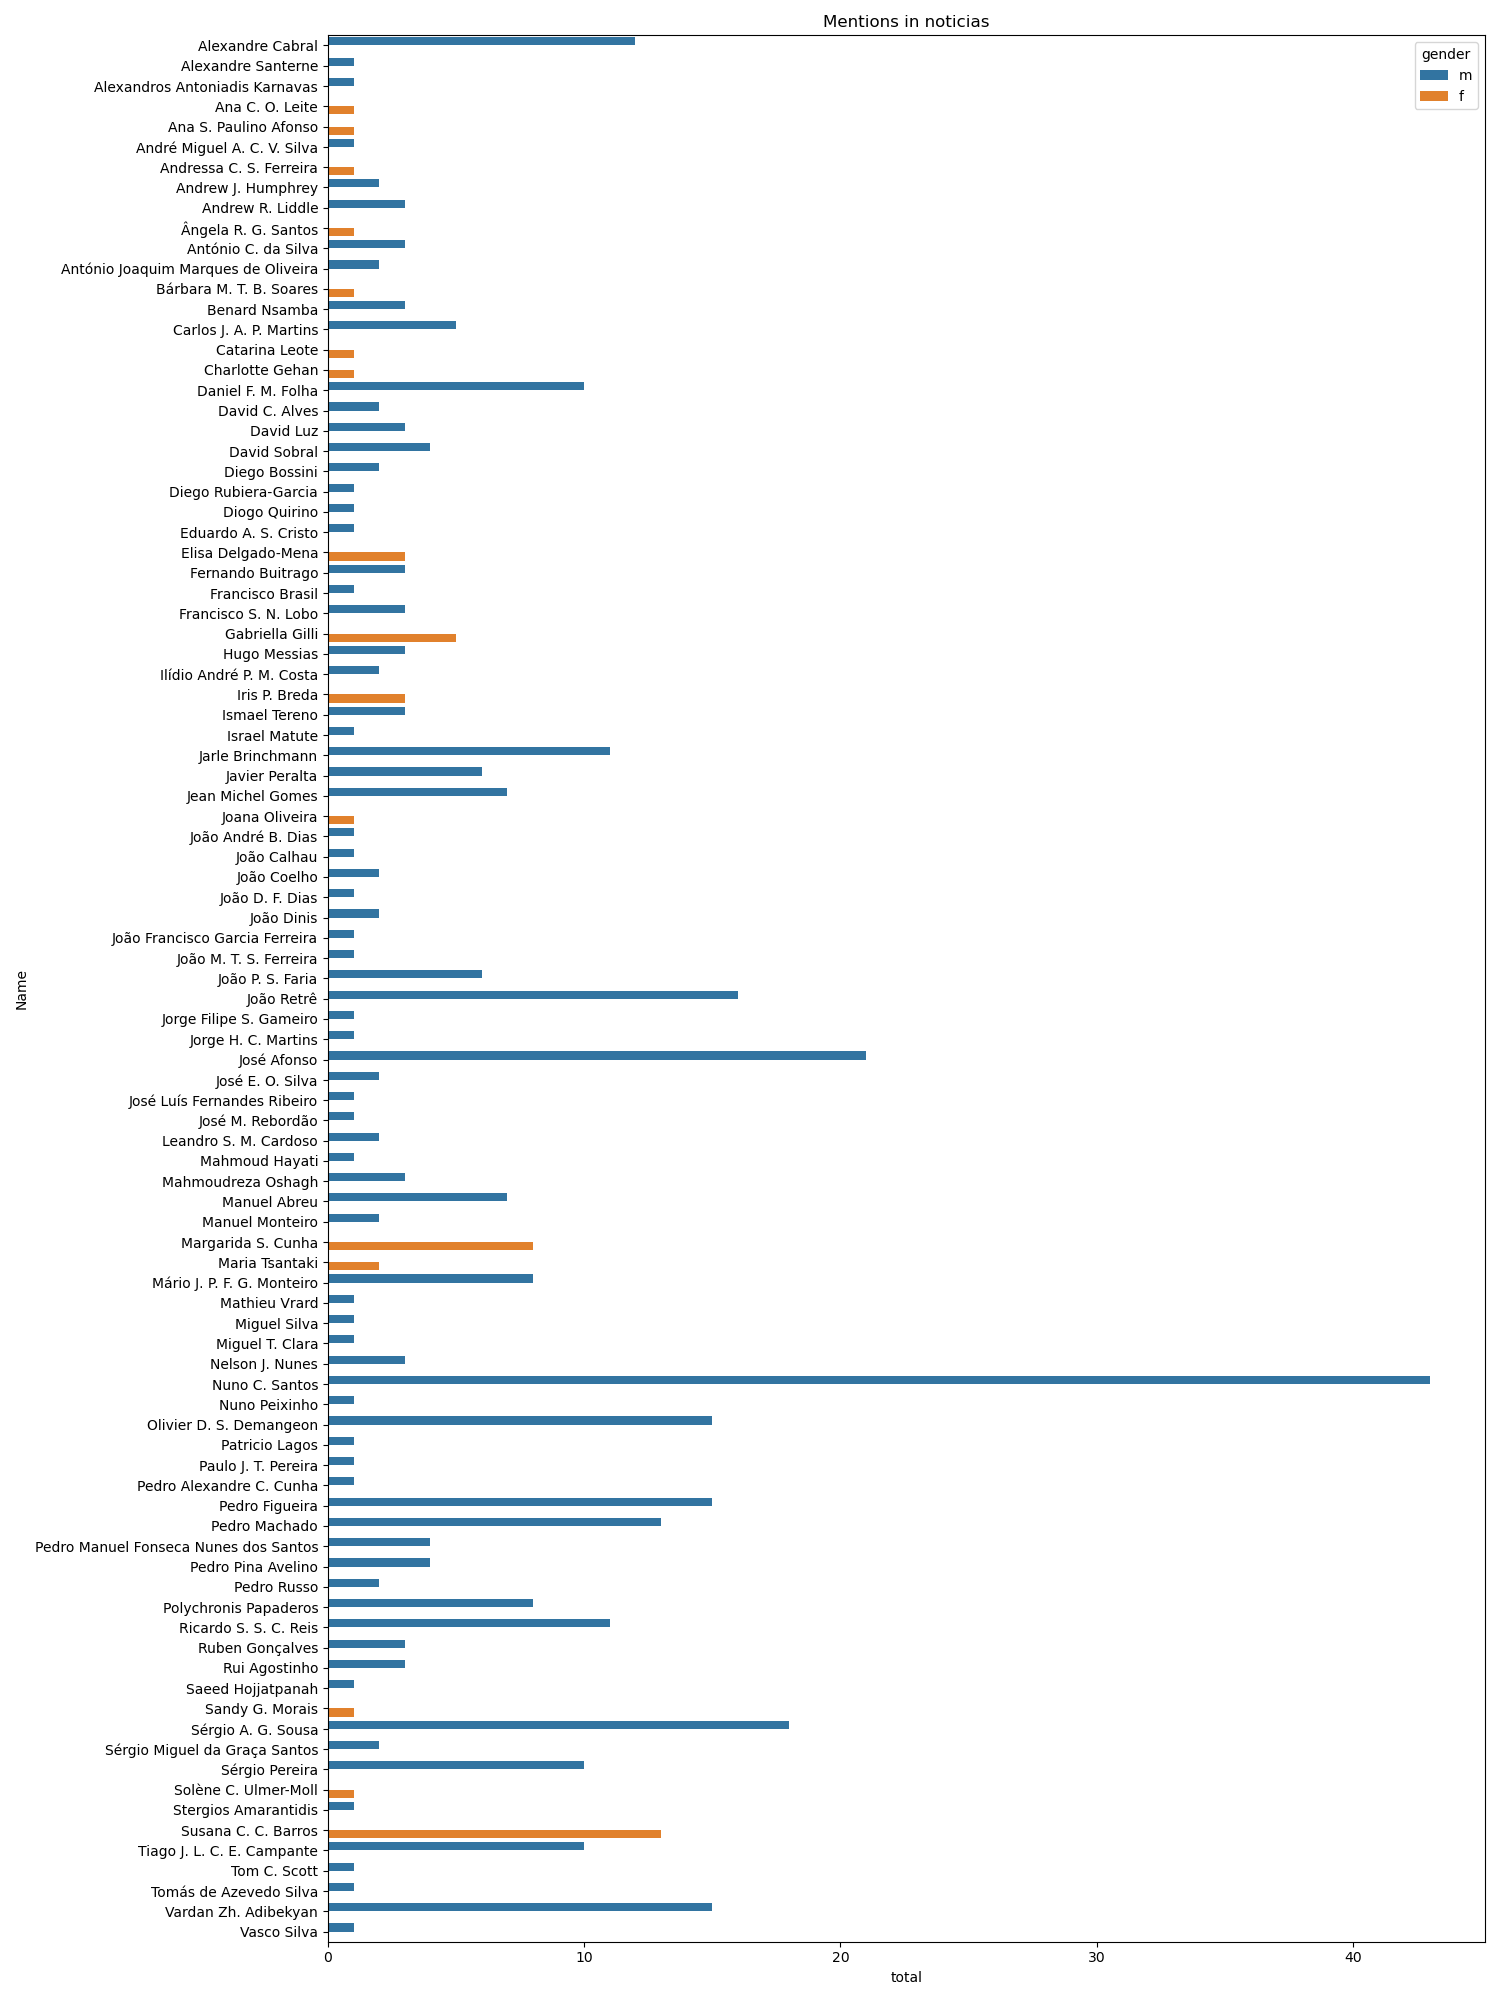 Mentions in noticias
gender
m
f
Alexandre Cabral
Alexandre Santerne
Alexandros Antoniadis Karnavas
Ana C. O. Leite
Ana S. Paulino Afonso
André Miguel A. C. V. Silva
Andressa C. S. Ferreira
Andrew J. Humphrey
Andrew R. Liddle
Ângela R. G. Santos
António C. da Silva
António Joaquim Marques de Oliveira
Bárbara M. T. B. Soares
Benard Nsamba
Carlos J. A. P. Martins
Catarina Leote
Charlotte Gehan
Daniel F. M. Folha
David C. Alves
David Luz
David Sobral
Diego Bossini
Diego Rubiera-Garcia
Diogo Quirino
Eduardo A. S. Cristo
Elisa Delgado-Mena
Fernando Buitrago
Francisco Brasil
Francisco S. N. Lobo
Gabriella Gilli
Hugo Messias
Ilídio André P. M. Costa
Iris P. Breda
Ismael Tereno
Israel Matute
Jarle Brinchmann
Javier Peralta
Jean Michel Gomes
Joana Oliveira
João André B. Dias
João Calhau
João Coelho
João D. F. Dias
João Dinis
João Francisco Garcia Ferreira
João M. T. S. Ferreira
João P. S. Faria
João Retrê
Jorge Filipe S. Gameiro
Jorge H. C. Martins
José Afonso
José E. O. Silva
José Luís Fernandes Ribeiro
José M. Rebordão
Leandro S. M. Cardoso
Mahmoud Hayati
Mahmoudreza Oshagh
Manuel Abreu
Manuel Monteiro
Margarida S. Cunha
Maria Tsantaki
Mário J. P. F. G. Monteiro
Mathieu Vrard
Miguel Silva
Miguel T. Clara
Nelson J. Nunes
Nuno C. Santos
Nuno Peixinho
Olivier D. S. Demangeon
Patricio Lagos
Paulo J. T. Pereira
Pedro Alexandre C. Cunha
Pedro Figueira
Pedro Machado
Pedro Manuel Fonseca Nunes dos Santos
Pedro Pina Avelino
Pedro Russo
Polychronis Papaderos
Ricardo S. S. C. Reis
Ruben Gonçalves
Rui Agostinho
Saeed Hojjatpanah
Sandy G. Morais
Sérgio A. G. Sousa
Sérgio Miguel da Graça Santos
Sérgio Pereira
Solène C. Ulmer-Moll
Stergios Amarantidis
Susana C. C. Barros
Tiago J. L. C. E. Campante
Tom C. Scott
Tomás de Azevedo Silva
Vardan Zh. Adibekyan
Vasco Silva
Name
0 10 20 30 40
total